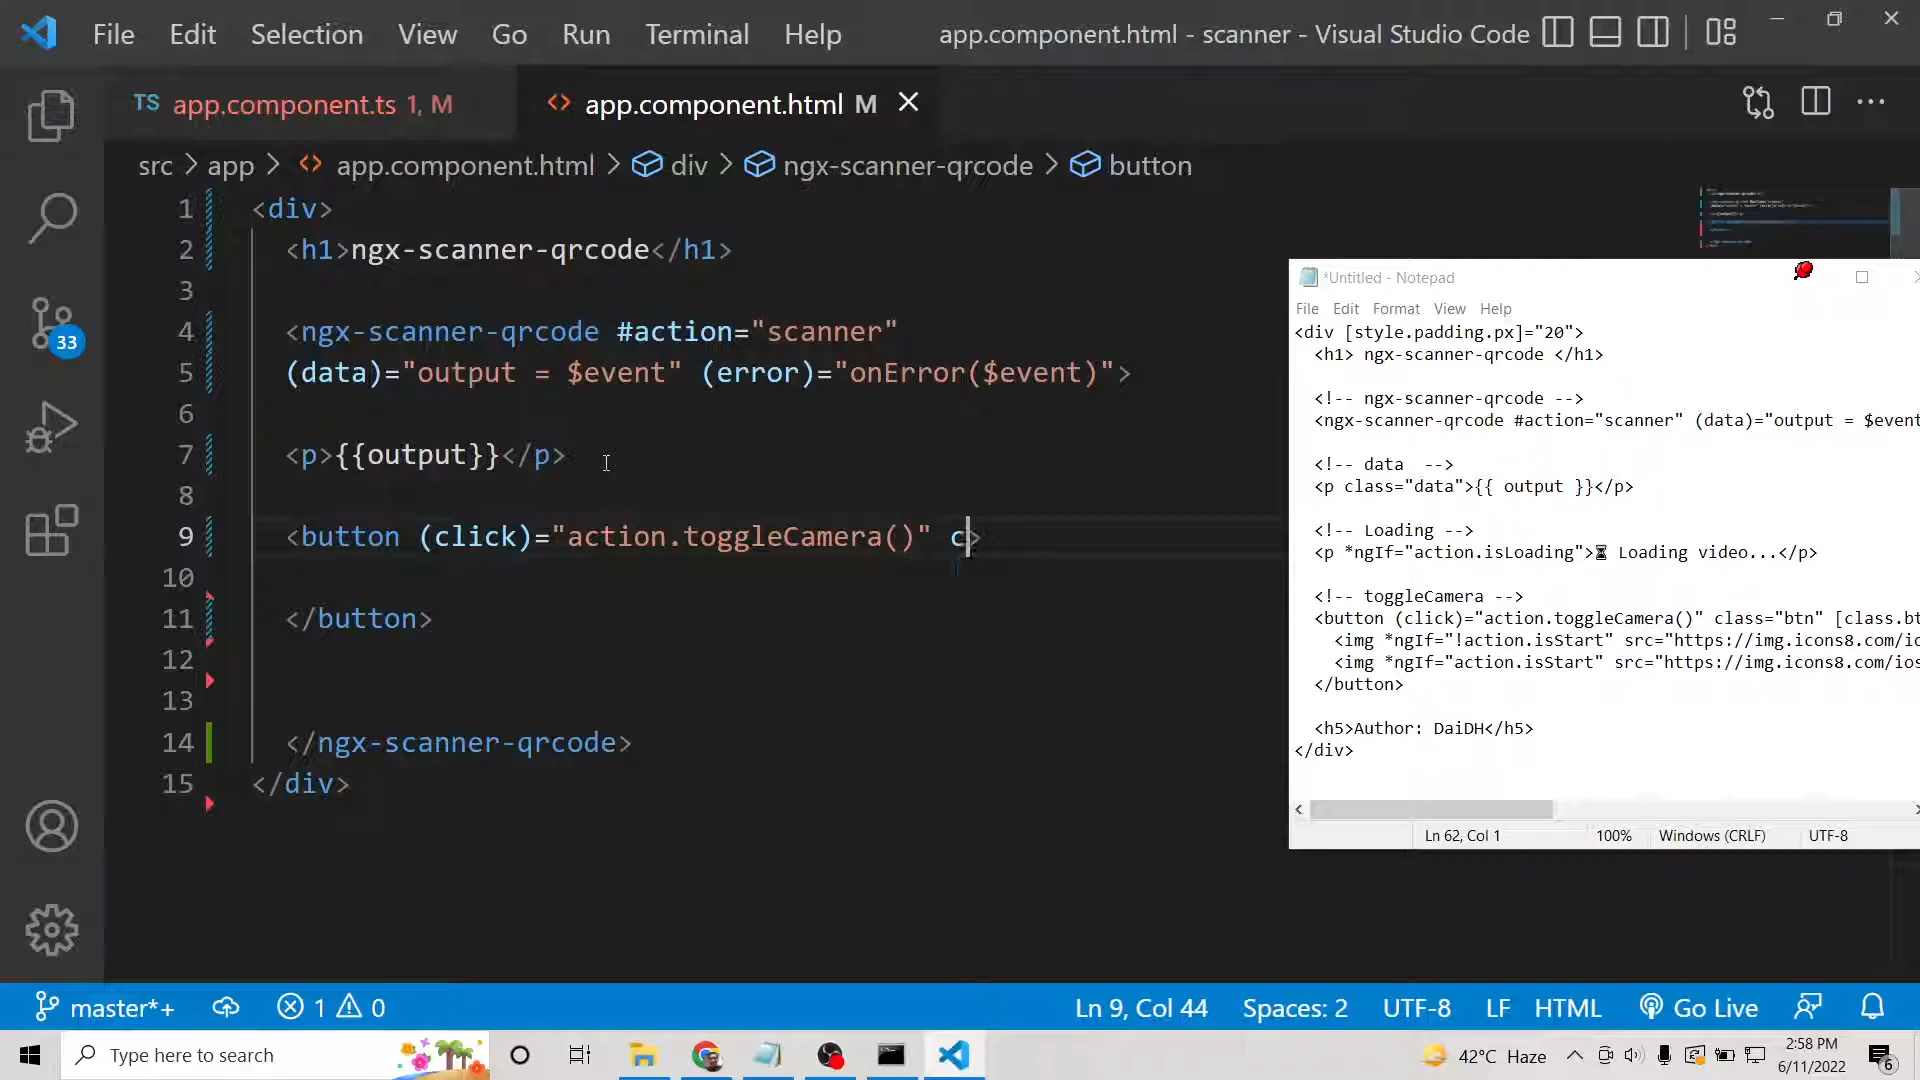 File Edit Selection View Go Run Terminal Help app.component.html - scanner - Visual Studio Code
TS app.component.ts 1, M <> app.component.html M
src > app > <> app.component.html > div > ngx-scanner-qrcode > button
1 <div>
2 <h1>ngx-scanner-qrcode</h1>
3
4 <ngx-scanner-qrcode #action="scanner"
5 (data)="output = $event" (error)="onError($event)">
6
7 <p>{{output}}</p>
8
9 <button (click)="action.toggleCamera()" c>
10
11 </button>
12
13
14 </ngx-scanner-qrcode>
15 </div>
33
*Untitled - Notepad
File Edit Format View Help
<div [style.padding.px]="20">
<h1> ngx-scanner-qrcode </h1>
<!-- ngx-scanner-qrcode -->
<ngx-scanner-qrcode #action="scanner" (data)="output = $event
<!-- data -->
<p class="data">{{ output }}</p>
<!-- Loading -->
<p *ngIf="action.isLoading">⌛ Loading video...</p>
<!-- toggleCamera -->
<button (click)="action.toggleCamera()" class="btn" [class.bt
<img *ngIf="!action.isStart" src="https://img.icons8.com/io
<img *ngIf="action.isStart" src="https://img.icons8.com/ios
</button>
<h5>Author: DaiDH</h5>
</div>
Ln 62, Col 1 100% Windows (CRLF) UTF-8
master*+ 1 0 Ln 9, Col 44 Spaces: 2 UTF-8 LF HTML Go Live
Type here to search 42°C Haze 2:58 PM
6/11/2022 6